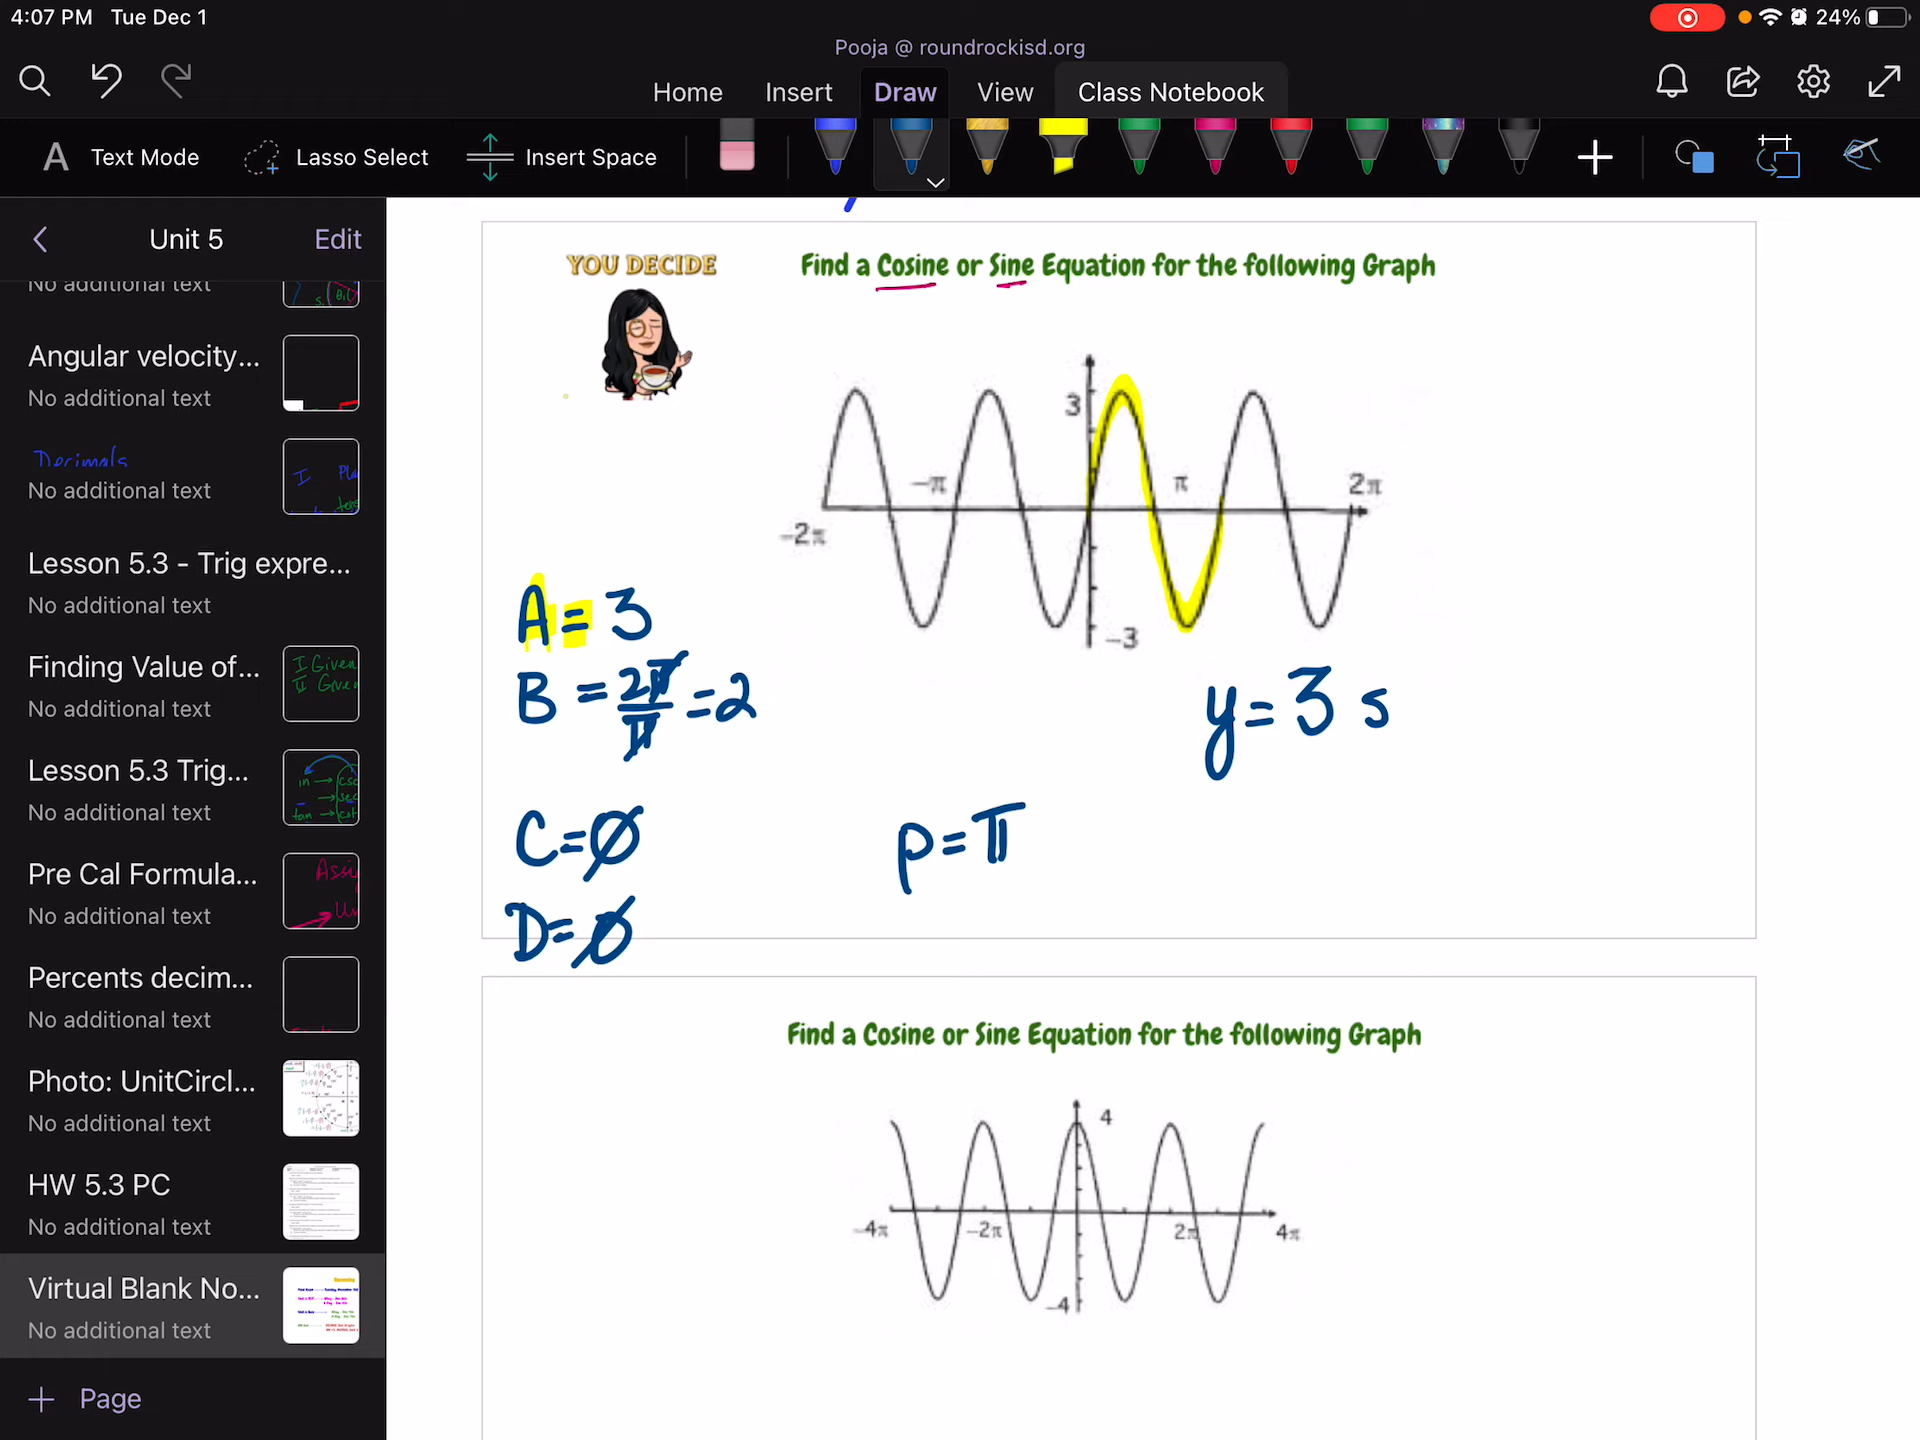 4:07 PM Tue Dec 1
24%
Pooja @ roundrockisd.org
Home Insert Draw View Class Notebook
A Text Mode Lasso Select Insert Space
Unit 5 Edit
No additional text
Angular velocity...
No additional text
Decimals
No additional text
Lesson 5.3 - Trig expre...
No additional text
Finding Value of...
No additional text
Lesson 5.3 Trig...
No additional text
Pre Cal Formula...
No additional text
Percents decim...
No additional text
Photo: UnitCircl...
No additional text
HW 5.3 PC
No additional text
Virtual Blank No...
No additional text
+ Page
YOU DECIDE
Find a Cosine or Sine Equation for the following Graph
3
-π π 2π
-2π
-3
A = 3
B = 2π/π = 2
y = 3 s
C = 0
p = π
D = 0
Find a Cosine or Sine Equation for the following Graph
4
-4π -2π 2π 4π
-4